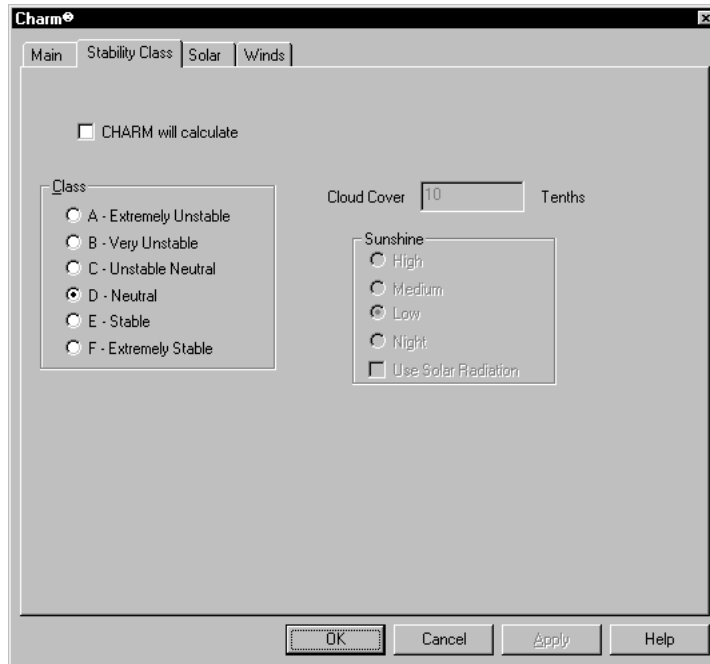 Charm®
Main Stability Class Solar Winds
CHARM will calculate
Class
A - Extremely Unstable
B - Very Unstable
C - Unstable Neutral
D - Neutral
E - Stable
F - Extremely Stable
Cloud Cover 10 Tenths
Sunshine
High
Medium
Low
Night
Use Solar Radiation
OK Cancel Apply Help